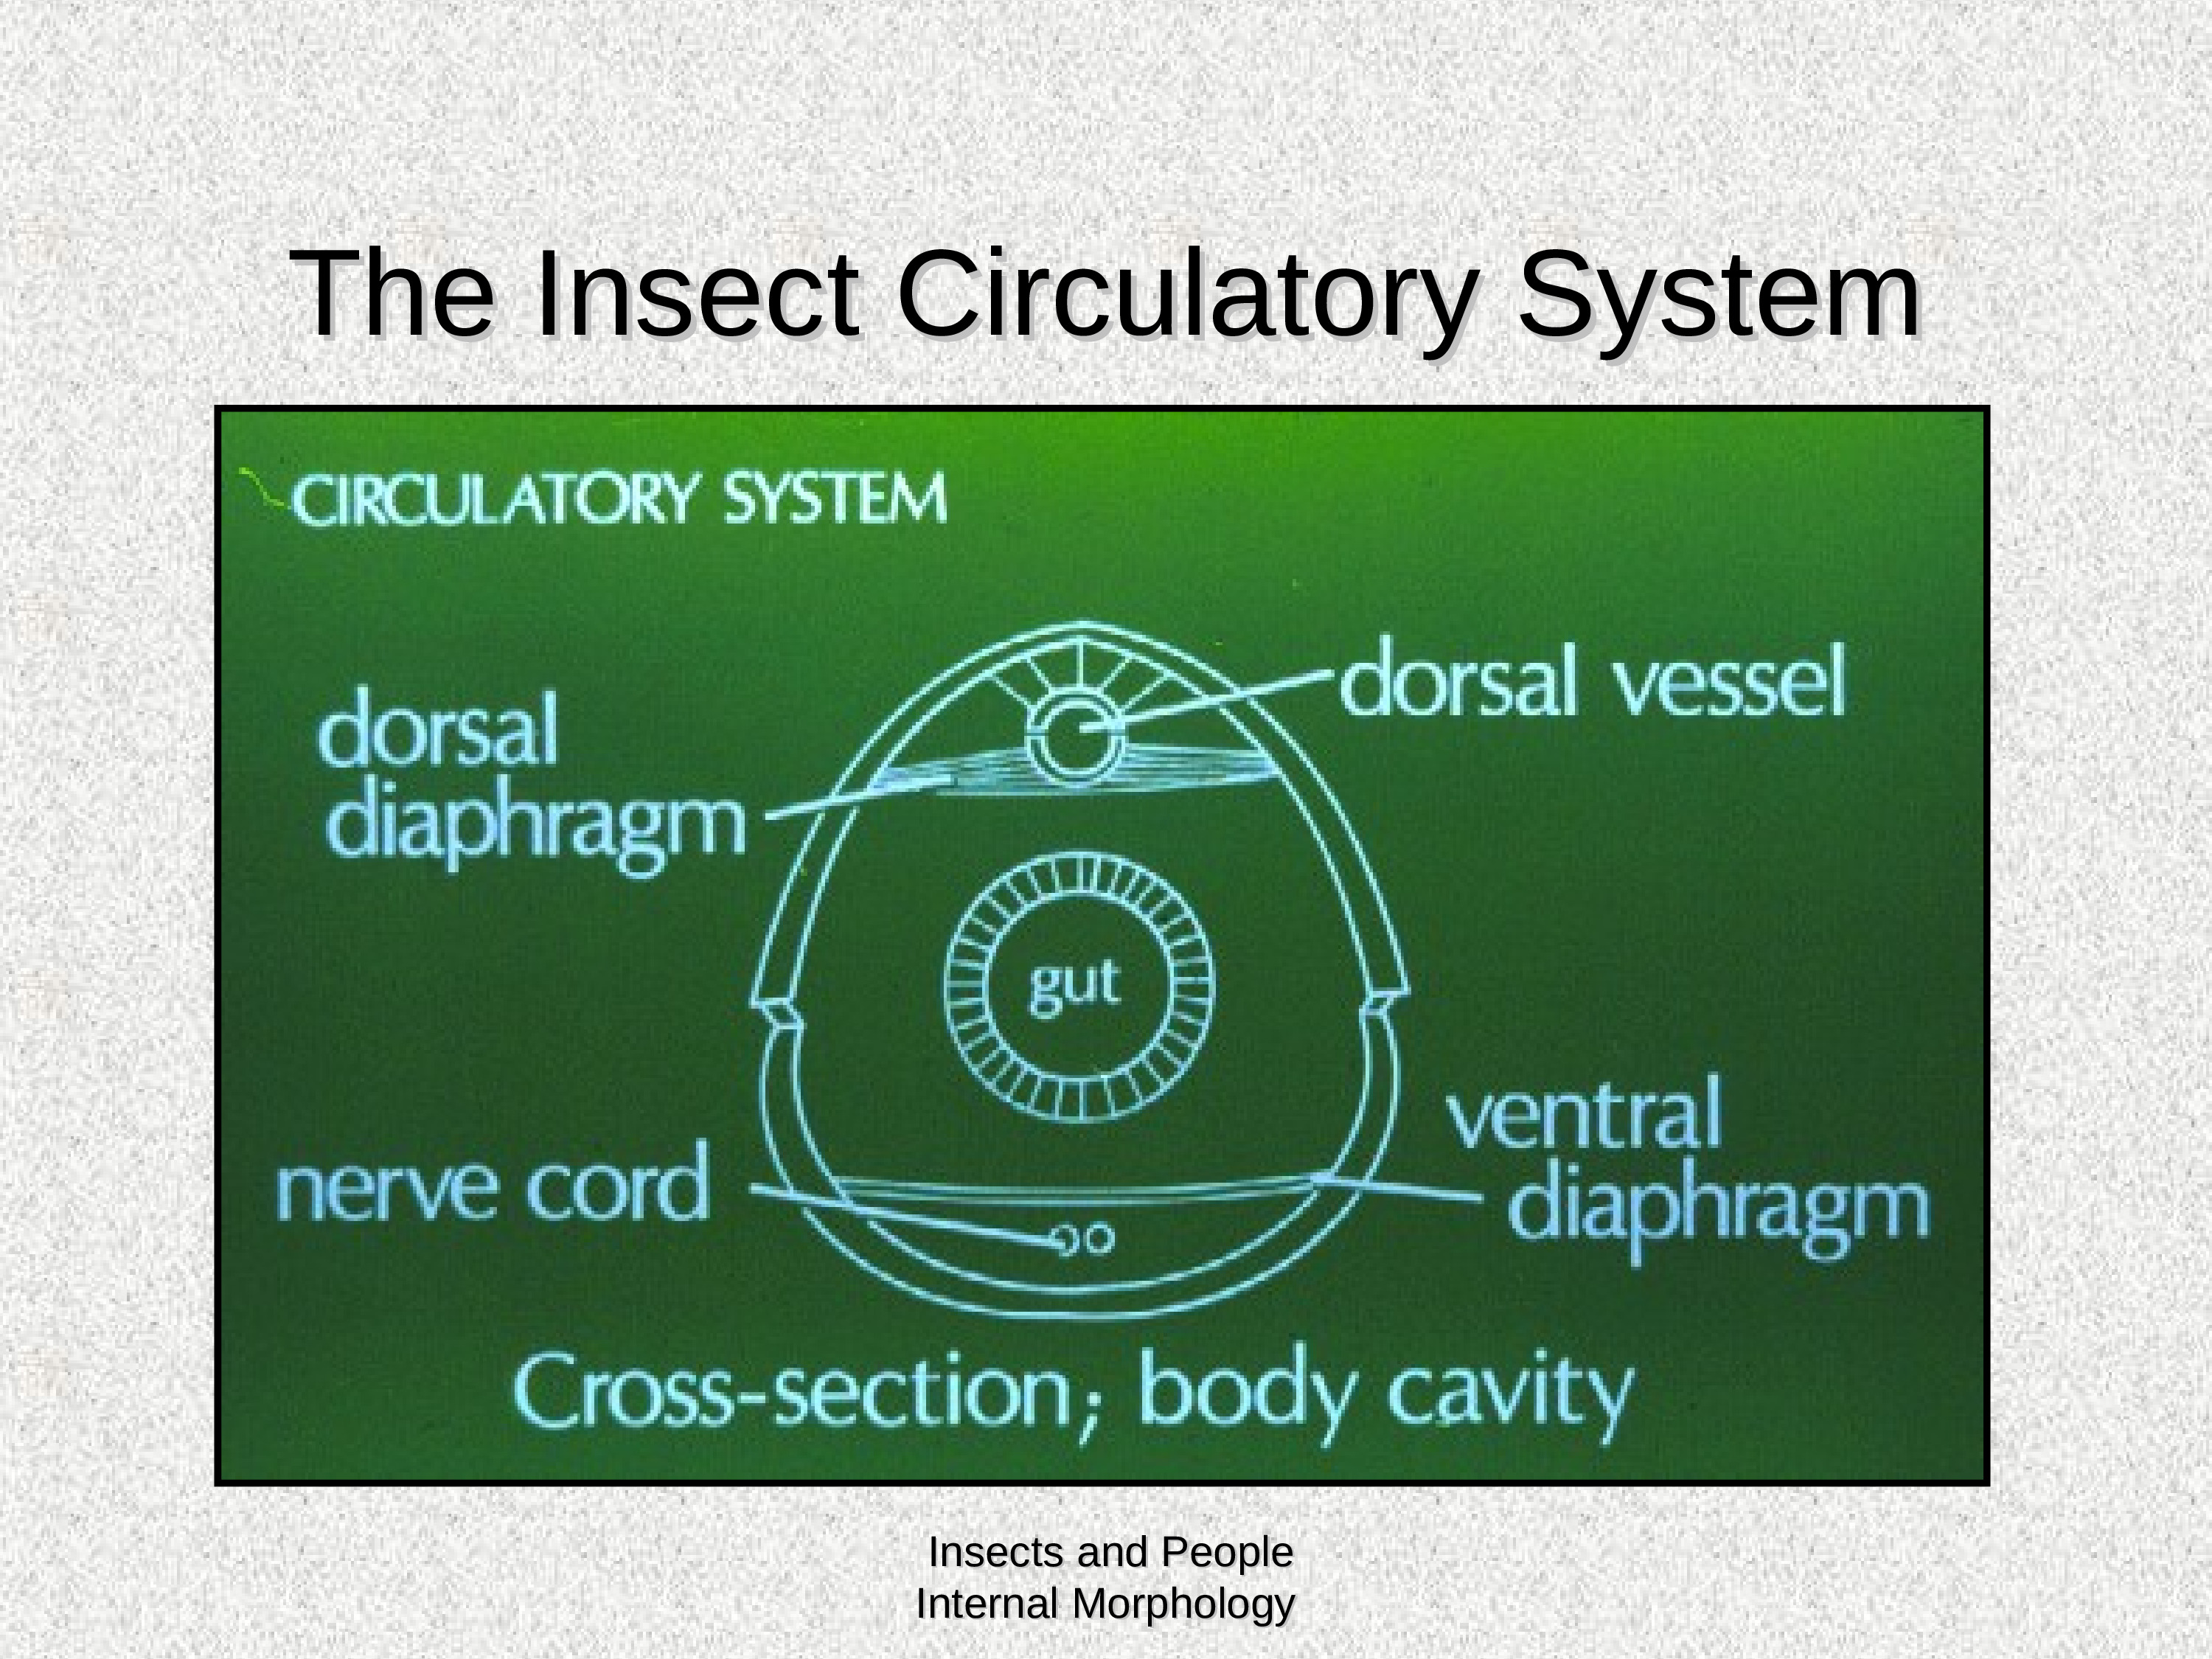 The Insect Circulatory System
CIRCULATORY SYSTEM
dorsal vessel
dorsal
diaphragm
gut
ventral
diaphragm
nerve cord
Cross-section; body cavity
Insects and People
Internal Morphology